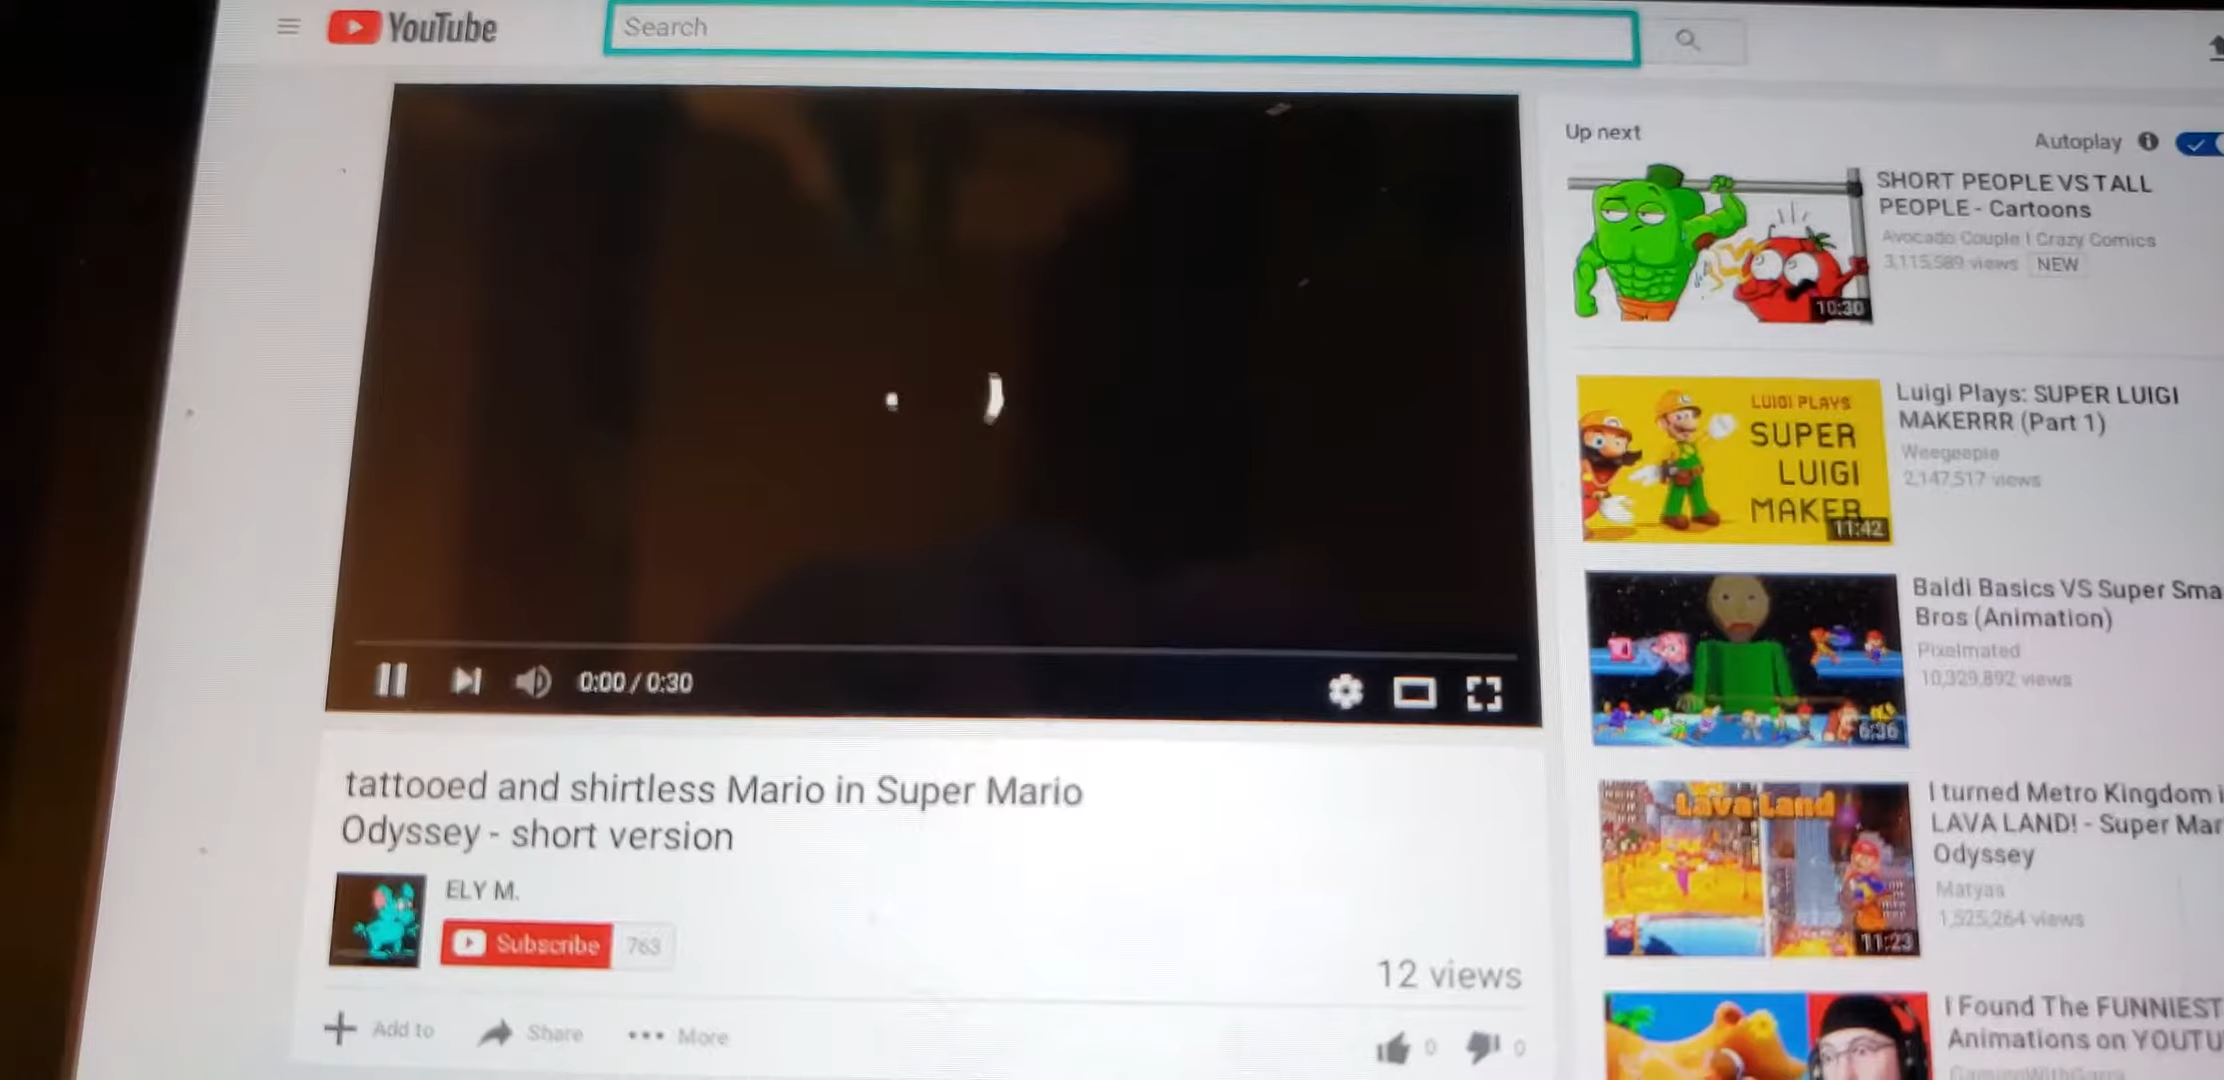 YouTube
Search
Up next
Autoplay
SHORT PEOPLE VS TALL
PEOPLE - Cartoons
Avocado Couple | Crazy Comics
3,115,589 views NEW
10:30
LUIGI PLAYS
SUPER
LUIGI
MAKER
11:42
Luigi Plays: SUPER LUIGI
MAKERRR (Part 1)
Weegeepie
2,147,517 views
Baldi Basics VS Super Sma
Bros (Animation)
Pixelmated
10,329,892 views
6:36
0:00 / 0:30
tattooed and shirtless Mario in Super Mario
Odyssey - short version
ELY M.
Subscribe 763
12 views
Add to Share More
0 0
Lava Land
11:23
I turned Metro Kingdom i
LAVA LAND! - Super Mar
Odyssey
Matyas
1,525,264 views
I Found The FUNNIEST
Animations on YOUTU